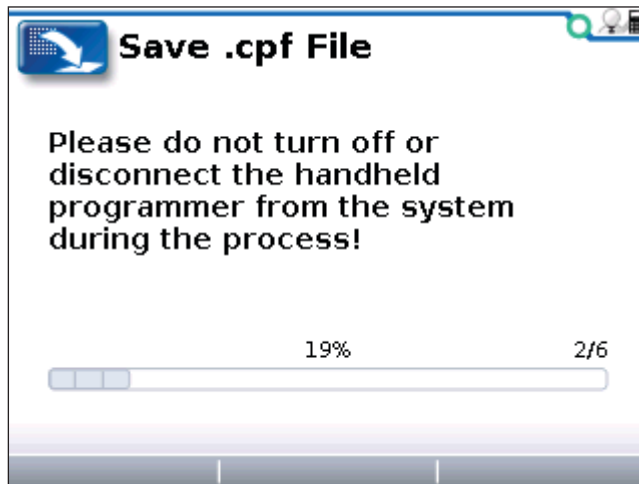 Save .cpf File
Please do not turn off or
disconnect the handheld
programmer from the system
during the process!
19% 2/6